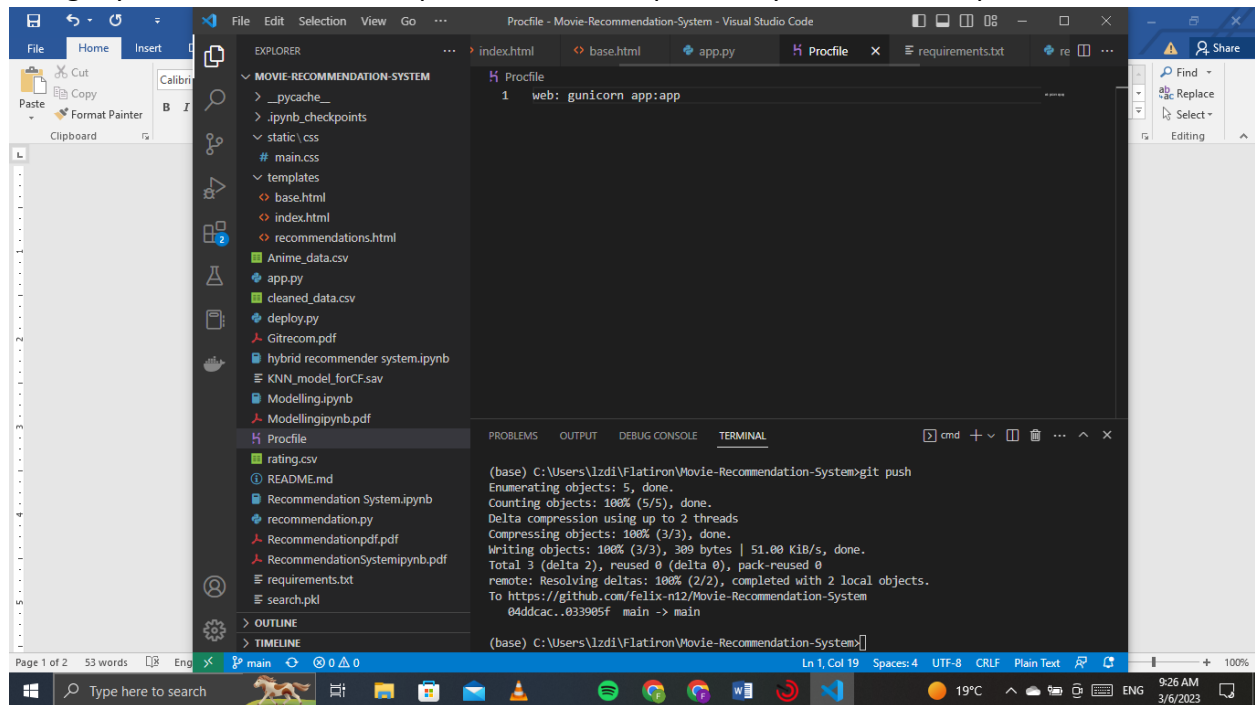 File Edit Selection View Go ··· Procfile - Movie-Recommendation-System - Visual Studio Code
File Home Insert Share
Cut
Copy
Format Painter
Paste
Calibri
B I
Clipboard
Find
Replace
Select
Editing
EXPLORER ···
MOVIE-RECOMMENDATION-SYSTEM
> __pycache__
> .ipynb_checkpoints
static \ css
# main.css
templates
<> base.html
<> index.html
<> recommendations.html
Anime_data.csv
app.py
cleaned_data.csv
deploy.py
Gitrecom.pdf
hybrid recommender system.ipynb
KNN_model_forCF.sav
Modelling.ipynb
Modellingipynb.pdf
Procfile
rating.csv
README.md
Recommendation System.ipynb
recommendation.py
Recommendationpdf.pdf
RecommendationSystemipynb.pdf
requirements.txt
search.pkl
> OUTLINE
> TIMELINE
2
index.html <> base.html app.py Procfile × requirements.txt re ···
Procfile
1 web: gunicorn app:app
PROBLEMS OUTPUT DEBUG CONSOLE TERMINAL cmd
(base) C:\Users\lzdi\Flatiron\Movie-Recommendation-System>git push
Enumerating objects: 5, done.
Counting objects: 100% (5/5), done.
Delta compression using up to 2 threads
Compressing objects: 100% (3/3), done.
Writing objects: 100% (3/3), 309 bytes | 51.00 KiB/s, done.
Total 3 (delta 2), reused 0 (delta 0), pack-reused 0
remote: Resolving deltas: 100% (2/2), completed with 2 local objects.
To https://github.com/felix-n12/Movie-Recommendation-System
04ddcac..033905f main -> main
(base) C:\Users\lzdi\Flatiron\Movie-Recommendation-System>
Page 1 of 2 53 words Eng
main 0 0 Ln 1, Col 19 Spaces: 4 UTF-8 CRLF Plain Text
100%
Type here to search
19°C ENG
9:26 AM
3/6/2023